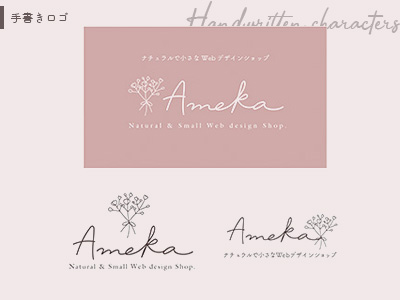 手書きロゴ
Handwritten characters
ナチュラルで小さなWebデザインショップ
Ameka
Natural & Small Web design Shop.
Ameka
Natural & Small Web design Shop.
Ameka
ナチュラルで小さなWebデザインショップ